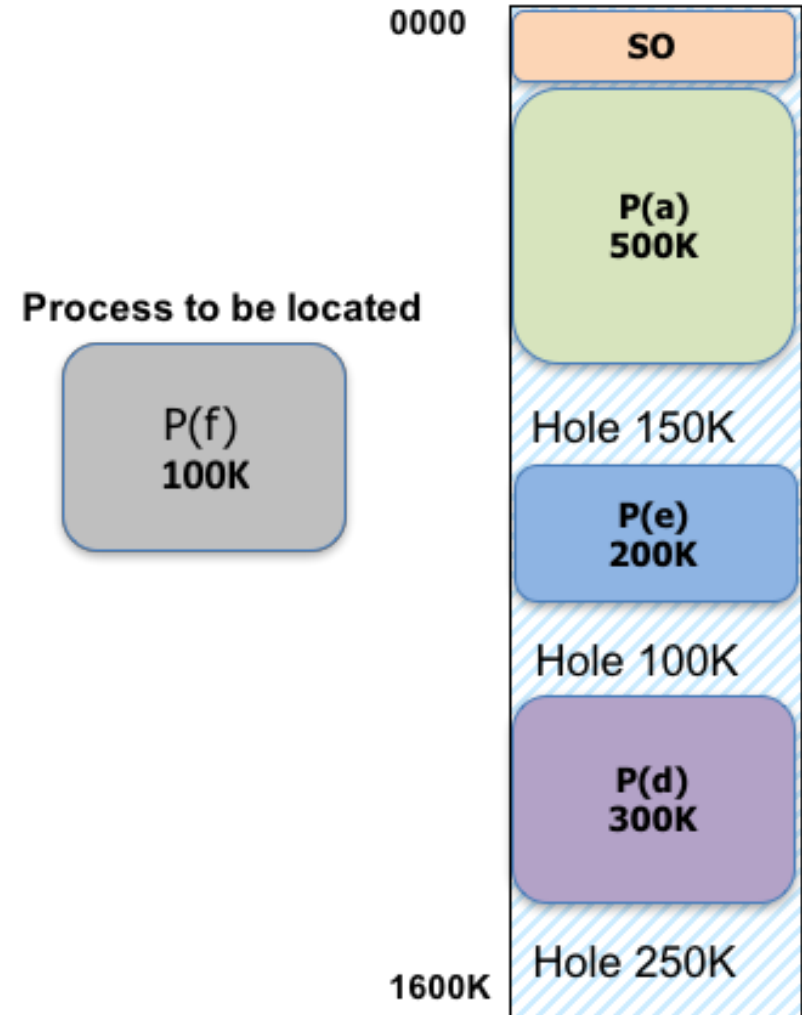 0000
SO
P(a)
500K
Process to be located
P(f)
100K
Hole 150K
P(e)
200K
Hole 100K
P(d)
300K
Hole 250K
1600K